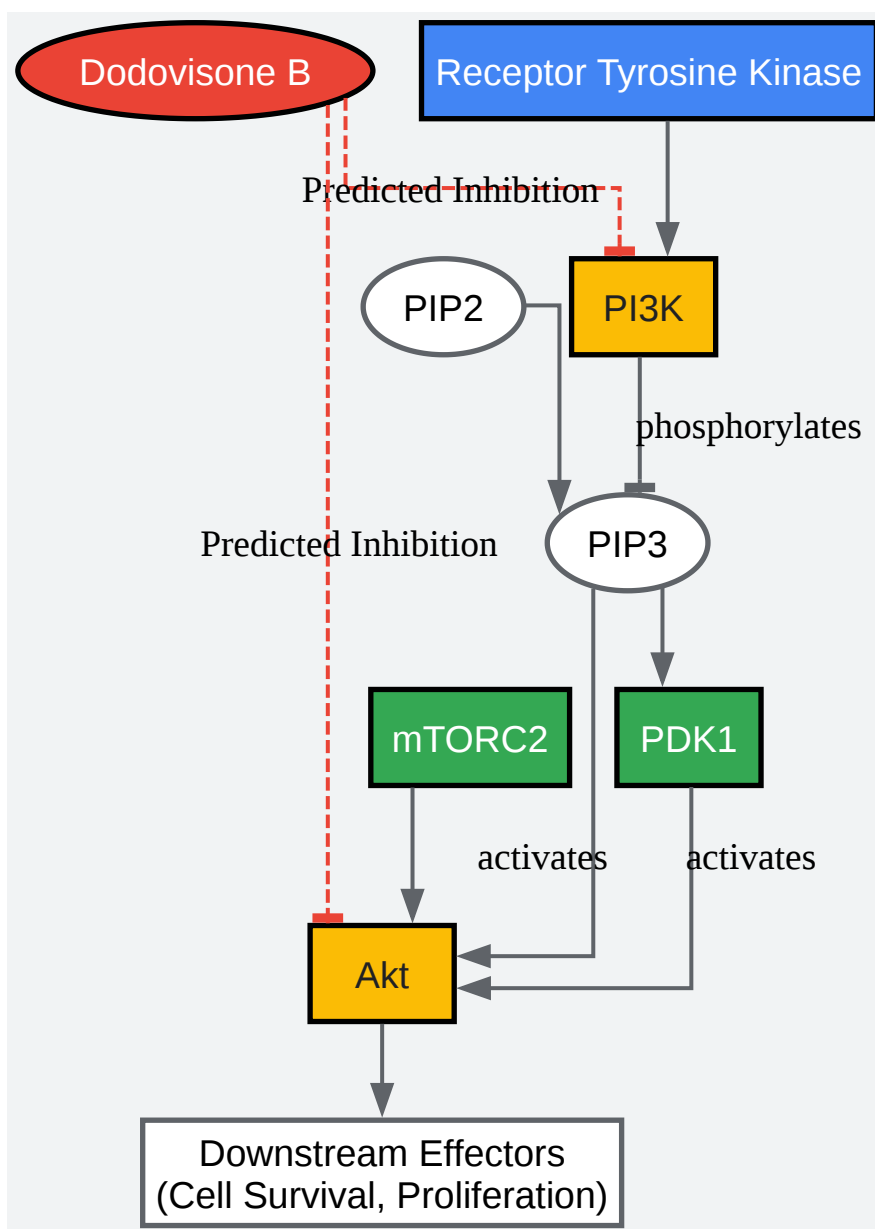 Dodovisone B
Receptor Tyrosine Kinase
Predicted Inhibition
PIP2
PI3K
phosphorylates
Predicted Inhibition
PIP3
mTORC2
PDK1
activates
activates
Akt
Downstream Effectors
(Cell Survival, Proliferation)